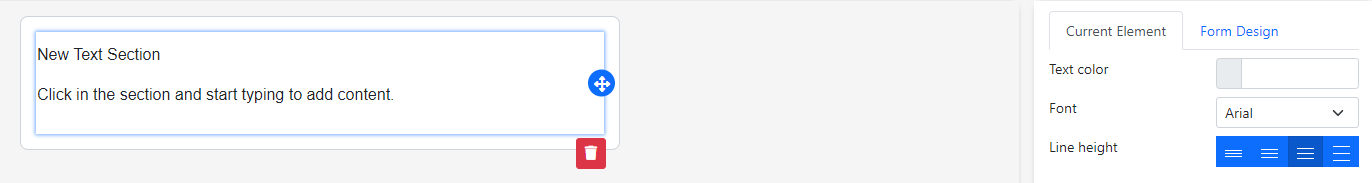 New Text Section
Click in the section and start typing to add content.
Current Element
Form Design
Text color
Font
Arial
Line height